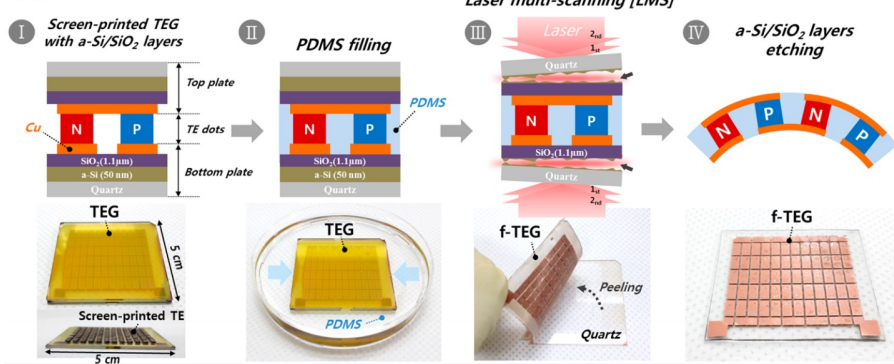 Laser multi-scanning [LMS]
I
Screen-printed TEG
with a-Si/SiO₂ layers
Top plate
Cu
N
P
TE dots
SiO₂(1.1μm)
a-Si (50 nm)
Quartz
Bottom plate
TEG
5 cm
Screen-printed TE
5 cm
II
PDMS filling
PDMS
N
P
SiO₂(1.1μm)
a-Si (50 nm)
Quartz
TEG
PDMS
III
Laser
2nd
1st
Quartz
N
P
SiO₂(1.1μm)
Quartz
1st
2nd
f-TEG
Peeling
Quartz
IV
a-Si/SiO₂ layers
etching
N
P
N
P
f-TEG